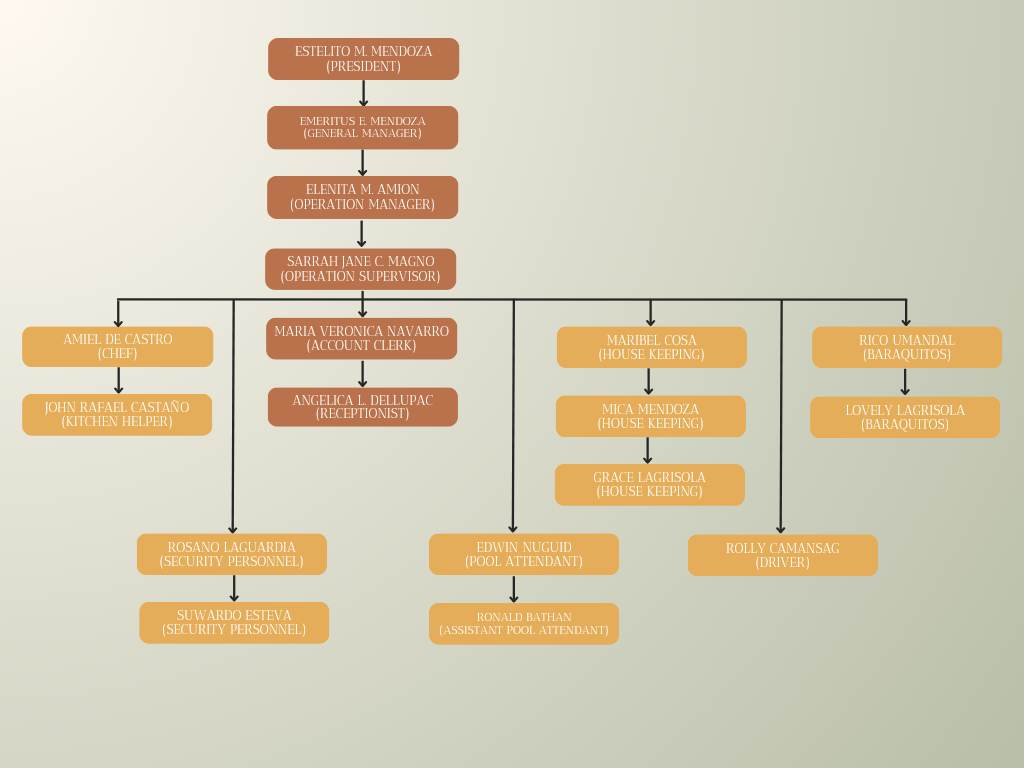 ESTELITO M. MENDOZA
(PRESIDENT)
EMERITUS E. MENDOZA
(GENERAL MANAGER)
ELENITA M. AMION
(OPERATION MANAGER)
SARRAH JANE C. MAGNO
(OPERATION SUPERVISOR)
AMIEL DE CASTRO
(CHEF)
JOHN RAFAEL CASTAÑO
(KITCHEN HELPER)
MARIA VERONICA NAVARRO
(ACCOUNT CLERK)
ANGELICA L. DELLUPAC
(RECEPTIONIST)
MARIBEL COSA
(HOUSE KEEPING)
MICA MENDOZA
(HOUSE KEEPING)
GRACE LAGRISOLA
(HOUSE KEEPING)
RICO UMANDAL
(BARAQUITOS)
LOVELY LAGRISOLA
(BARAQUITOS)
ROSANO LAGUARDIA
(SECURITY PERSONNEL)
SUWARDO ESTEVA
(SECURITY PERSONNEL)
EDWIN NUGUID
(POOL ATTENDANT)
RONALD BATHAN
(ASSISTANT POOL ATTENDANT)
ROLLY CAMANSAG
(DRIVER)